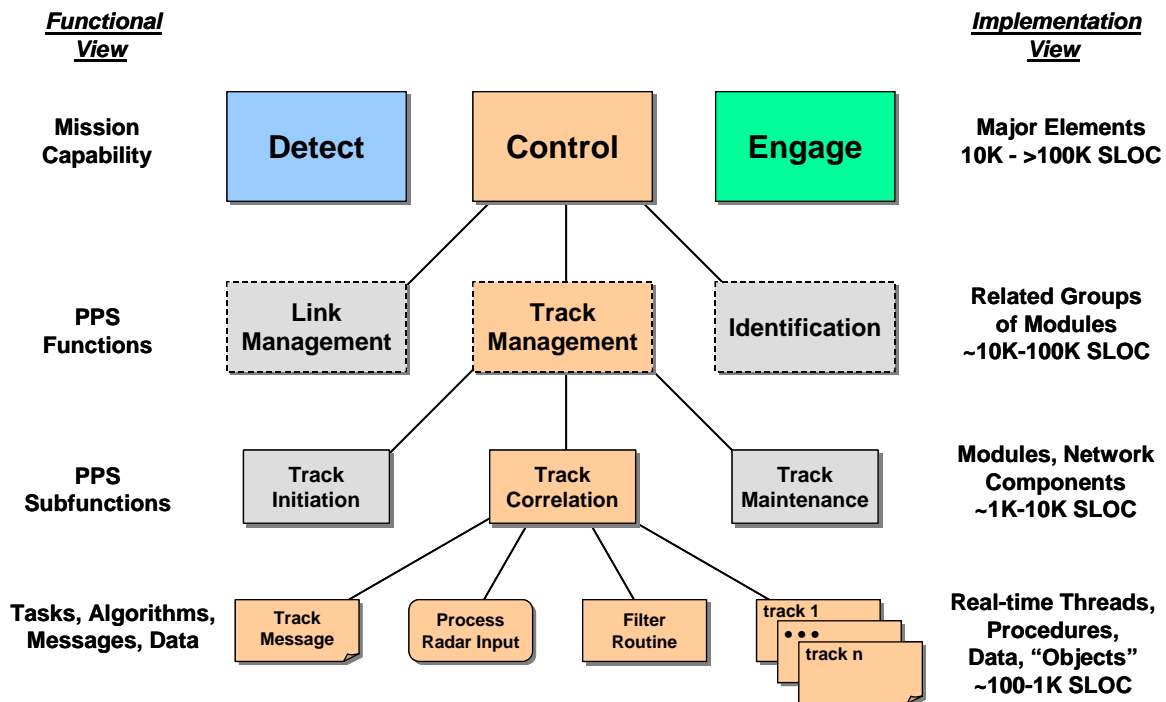 Functional
View
Implementation
View
Mission
Capability
Detect
Control
Engage
Major Elements
10K - >100K SLOC
PPS
Functions
Link
Management
Track
Management
Identification
Related Groups
of Modules
~10K-100K SLOC
PPS
Subfunctions
Track
Initiation
Track
Correlation
Track
Maintenance
Modules, Network
Components
~1K-10K SLOC
Tasks, Algorithms,
Messages, Data
Track
Message
Process
Radar Input
Filter
Routine
track 1
• • •
track n
Real-time Threads,
Procedures,
Data, “Objects”
~100-1K SLOC